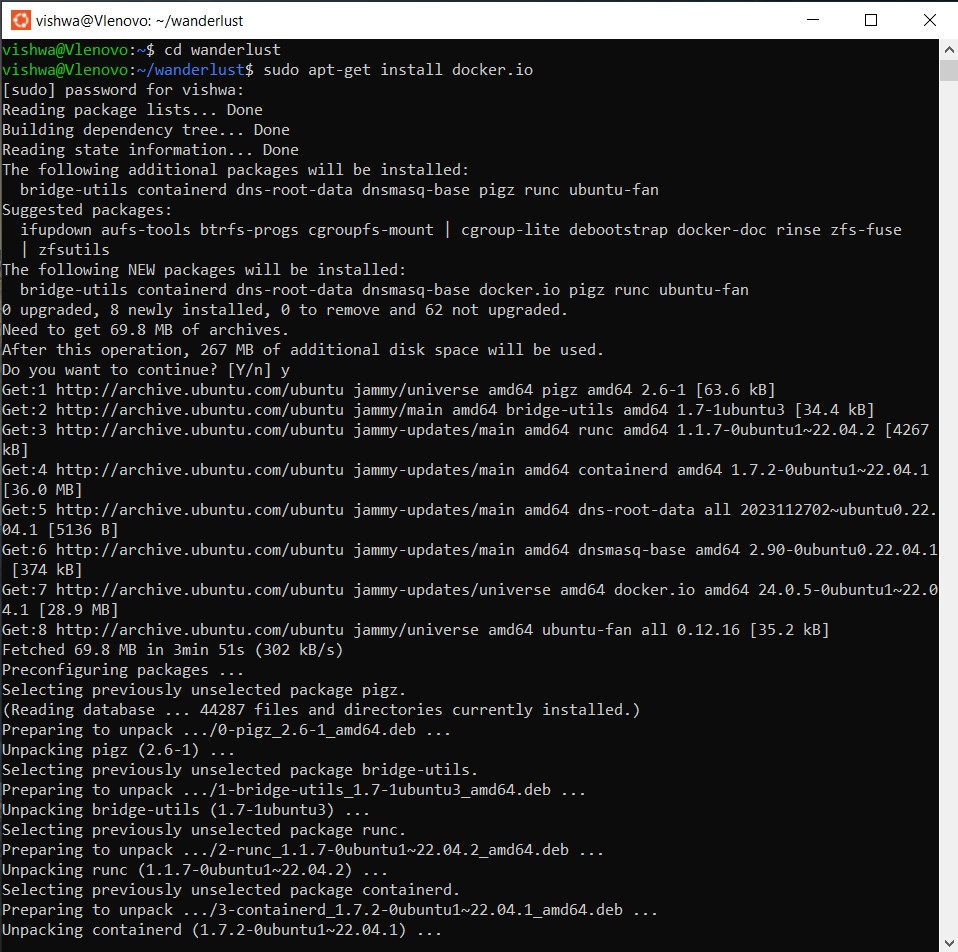 vishwa@Vlenovo: ~/wanderlust
vishwa@Vlenovo:~$ cd wanderlust
vishwa@Vlenovo:~/wanderlust$ sudo apt-get install docker.io
[sudo] password for vishwa:
Reading package lists... Done
Building dependency tree... Done
Reading state information... Done
The following additional packages will be installed:
  bridge-utils containerd dns-root-data dnsmasq-base pigz runc ubuntu-fan
Suggested packages:
  ifupdown aufs-tools btrfs-progs cgroupfs-mount | cgroup-lite debootstrap docker-doc rinse zfs-fuse
  | zfsutils
The following NEW packages will be installed:
  bridge-utils containerd dns-root-data dnsmasq-base docker.io pigz runc ubuntu-fan
0 upgraded, 8 newly installed, 0 to remove and 62 not upgraded.
Need to get 69.8 MB of archives.
After this operation, 267 MB of additional disk space will be used.
Do you want to continue? [Y/n] y
Get:1 http://archive.ubuntu.com/ubuntu jammy/universe amd64 pigz amd64 2.6-1 [63.6 kB]
Get:2 http://archive.ubuntu.com/ubuntu jammy/main amd64 bridge-utils amd64 1.7-1ubuntu3 [34.4 kB]
Get:3 http://archive.ubuntu.com/ubuntu jammy-updates/main amd64 runc amd64 1.1.7-0ubuntu1~22.04.2 [4267
kB]
Get:4 http://archive.ubuntu.com/ubuntu jammy-updates/main amd64 containerd amd64 1.7.2-0ubuntu1~22.04.1
[36.0 MB]
Get:5 http://archive.ubuntu.com/ubuntu jammy-updates/main amd64 dns-root-data all 2023112702~ubuntu0.22.
04.1 [5136 B]
Get:6 http://archive.ubuntu.com/ubuntu jammy-updates/main amd64 dnsmasq-base amd64 2.90-0ubuntu0.22.04.1
 [374 kB]
Get:7 http://archive.ubuntu.com/ubuntu jammy-updates/universe amd64 docker.io amd64 24.0.5-0ubuntu1~22.0
4.1 [28.9 MB]
Get:8 http://archive.ubuntu.com/ubuntu jammy/universe amd64 ubuntu-fan all 0.12.16 [35.2 kB]
Fetched 69.8 MB in 3min 51s (302 kB/s)
Preconfiguring packages ...
Selecting previously unselected package pigz.
(Reading database ... 44287 files and directories currently installed.)
Preparing to unpack .../0-pigz_2.6-1_amd64.deb ...
Unpacking pigz (2.6-1) ...
Selecting previously unselected package bridge-utils.
Preparing to unpack .../1-bridge-utils_1.7-1ubuntu3_amd64.deb ...
Unpacking bridge-utils (1.7-1ubuntu3) ...
Selecting previously unselected package runc.
Preparing to unpack .../2-runc_1.1.7-0ubuntu1~22.04.2_amd64.deb ...
Unpacking runc (1.1.7-0ubuntu1~22.04.2) ...
Selecting previously unselected package containerd.
Preparing to unpack .../3-containerd_1.7.2-0ubuntu1~22.04.1_amd64.deb ...
Unpacking containerd (1.7.2-0ubuntu1~22.04.1) ...